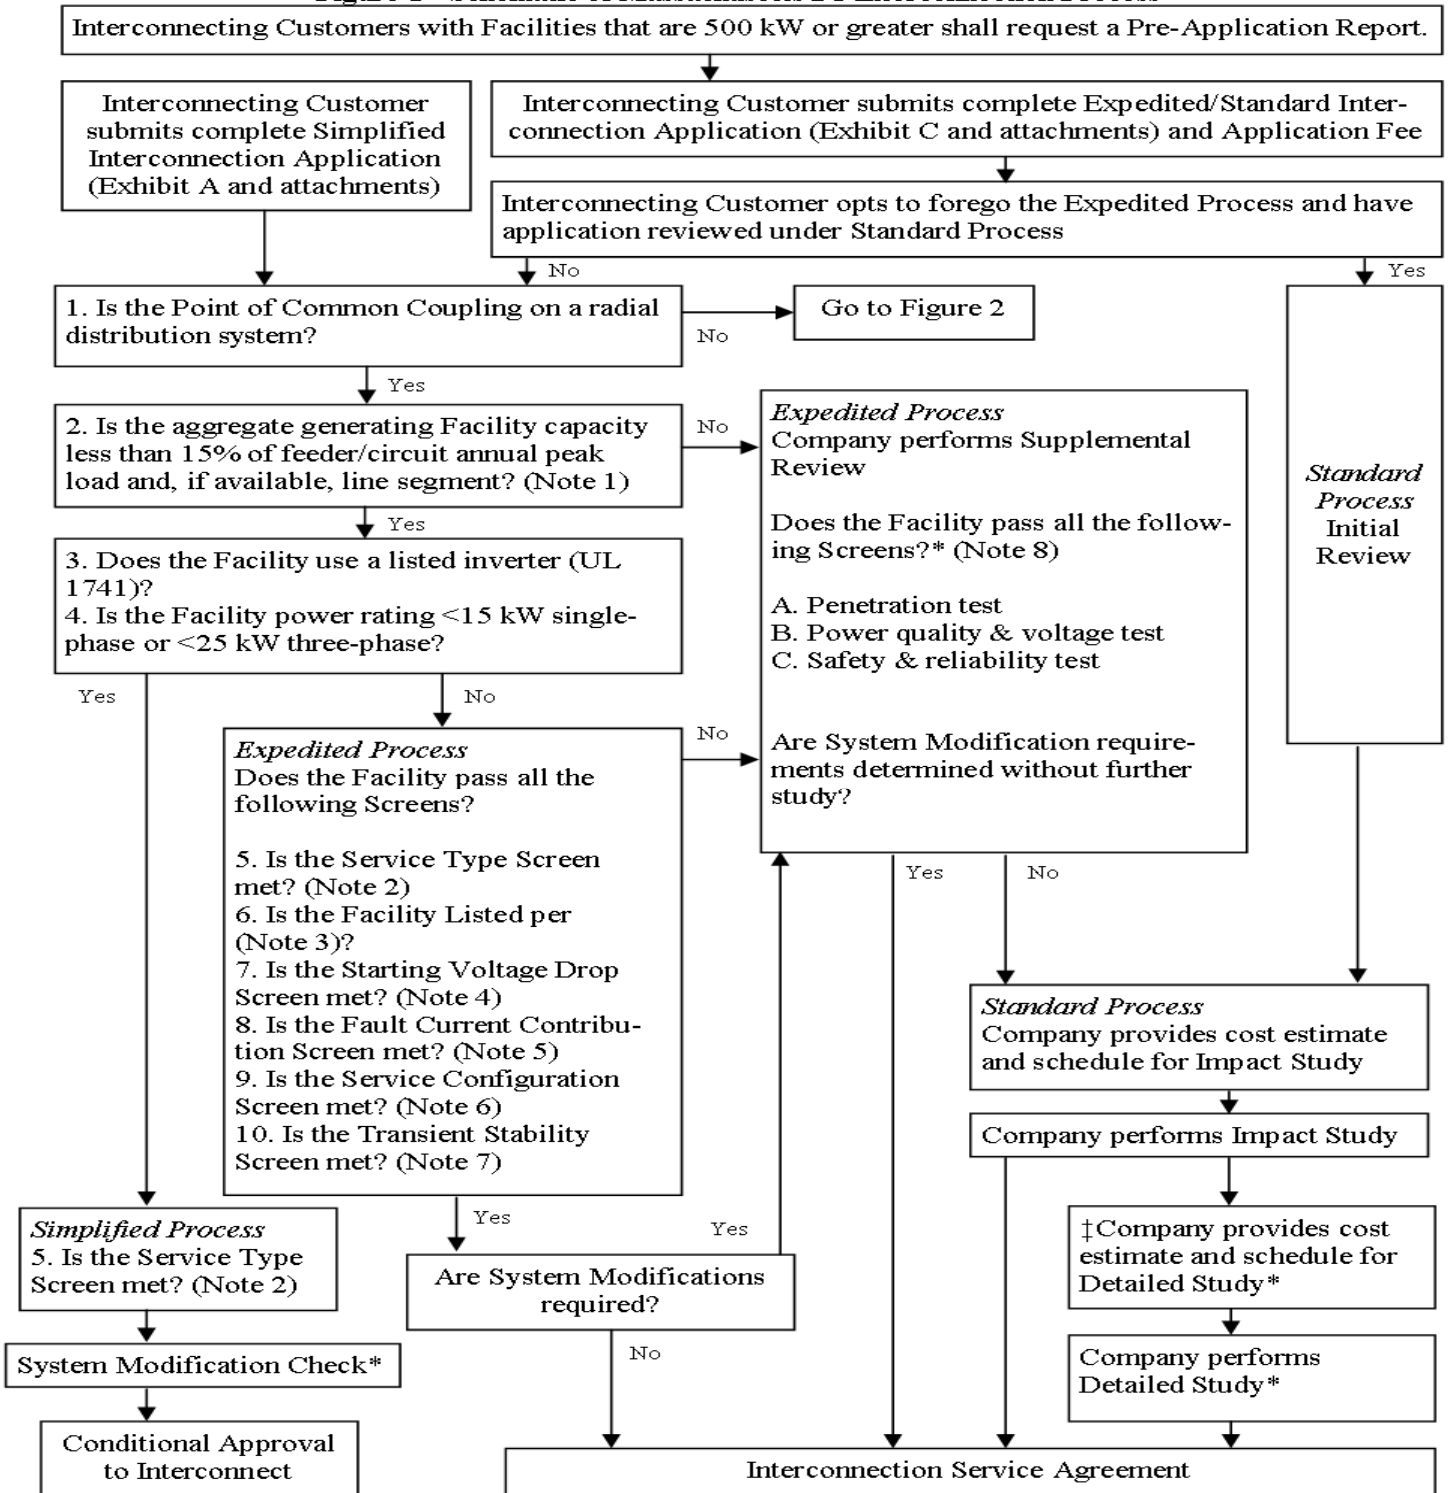 Interconnecting Customers with Facilities that are 500 kW or greater shall request a Pre-Application Report.
Interconnecting Customer
submits complete Simplified
Interconnection Application
(Exhibit A and attachments)
Interconnecting Customer submits complete Expedited/Standard Inter-
connection Application (Exhibit C and attachments) and Application Fee
Interconnecting Customer opts to forego the Expedited Process and have
application reviewed under Standard Process
No
Yes
1. Is the Point of Common Coupling on a radial
distribution system?
No
Go to Figure 2
Yes
2. Is the aggregate generating Facility capacity
less than 15% of feeder/circuit annual peak
load and, if available, line segment? (Note 1)
No
Yes
3. Does the Facility use a listed inverter (UL
1741)?
4. Is the Facility power rating <15 kW single-
phase or <25 kW three-phase?
Yes
No
Expedited Process
Company performs Supplemental
Review
Does the Facility pass all the follow-
ing Screens?* (Note 8)
A. Penetration test
B. Power quality & voltage test
C. Safety & reliability test
Are System Modification require-
ments determined without further
study?
Standard
Process
Initial
Review
Expedited Process
Does the Facility pass all the
following Screens?
5. Is the Service Type Screen
met? (Note 2)
6. Is the Facility Listed per
(Note 3)?
7. Is the Starting Voltage Drop
Screen met? (Note 4)
8. Is the Fault Current Contribu-
tion Screen met? (Note 5)
9. Is the Service Configuration
Screen met? (Note 6)
10. Is the Transient Stability
Screen met? (Note 7)
No
Yes
No
Standard Process
Company provides cost estimate
and schedule for Impact Study
Company performs Impact Study
‡Company provides cost
estimate and schedule for
Detailed Study*
Company performs
Detailed Study*
Yes
Yes
Are System Modifications
required?
No
Simplified Process
5. Is the Service Type
Screen met? (Note 2)
System Modification Check*
Conditional Approval
to Interconnect
Interconnection Service Agreement